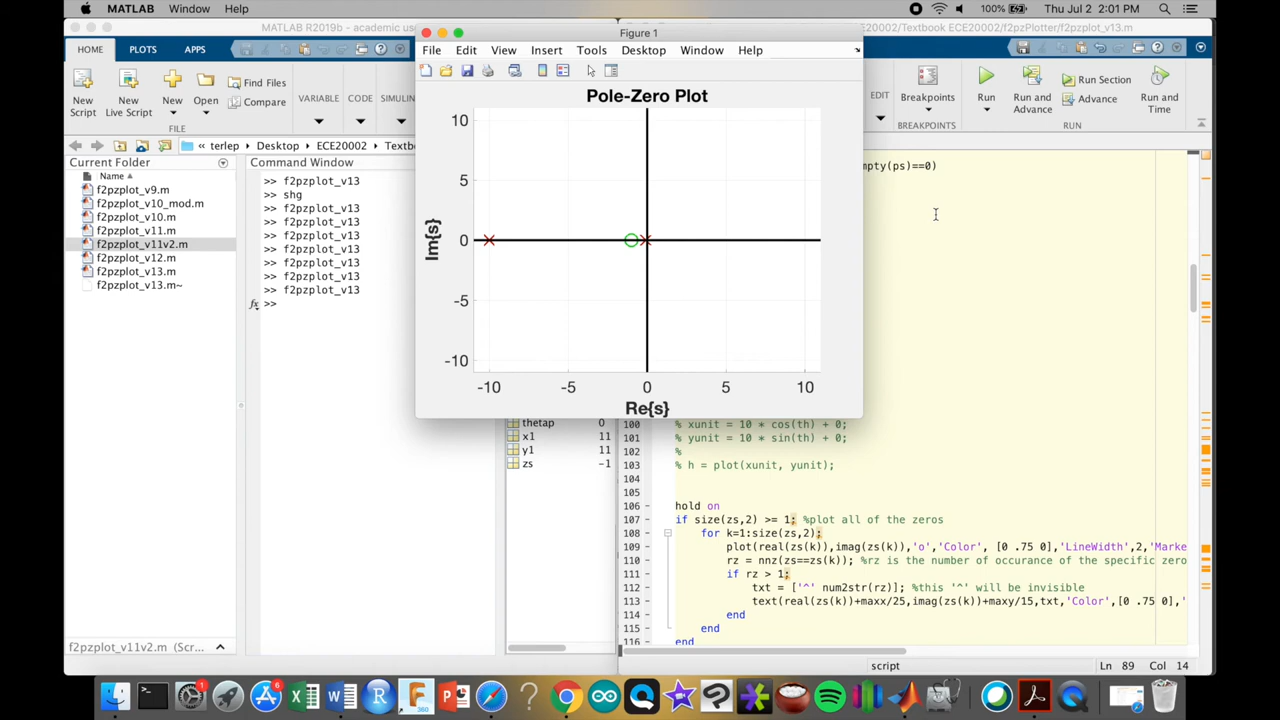 MATLAB Window Help
100% Thu Jul 2 2:01 PM
MATLAB R2019b - academic us
Figure 1
/Textbook ECE20002/f2pzPlotter/f2pzplot_v13.m
HOME PLOTS APPS
File Edit View Insert Tools Desktop Window Help
New Script
New Live Script
New
Open
Find Files
Compare
VARIABLE
CODE
SIMULIN
FILE
EDIT
Breakpoints
Run
Run and Advance
Run Section
Advance
Run and Time
BREAKPOINTS
RUN
terlep Desktop ECE20002 Textbo
Current Folder
Name
f2pzplot_v9.m
f2pzplot_v10_mod.m
f2pzplot_v10.m
f2pzplot_v11.m
f2pzplot_v11v2.m
f2pzplot_v12.m
f2pzplot_v13.m
f2pzplot_v13.m~
f2pzplot_v11v2.m (Scr...
Command Window
>> f2pzplot_v13
>> shg
>> f2pzplot_v13
>> f2pzplot_v13
>> f2pzplot_v13
>> f2pzplot_v13
>> f2pzplot_v13
>> f2pzplot_v13
>> f2pzplot_v13
fx >>
Pole-Zero Plot
Im{s}
10
5
0
-5
-10
-10 -5 0 5 10
Re{s}
thetap 0
x1 11
y1 11
zs -1
mpty(ps)==0)
100 % xunit = 10 * cos(th) + 0;
101 % yunit = 10 * sin(th) + 0;
102 %
103 % h = plot(xunit, yunit);
104
105
106 hold on
107 if size(zs,2) >= 1; %plot all of the zeros
108 for k=1:size(zs,2);
109 plot(real(zs(k)),imag(zs(k)),'o','Color', [0 .75 0],'LineWidth',2,'Marke
110 rz = nnz(zs==zs(k)); %rz is the number of occurance of the specific zero
111 if rz > 1;
112 txt = ['^' num2str(rz)]; %this '^' will be invisible
113 text(real(zs(k))+maxx/25,imag(zs(k))+maxy/15,txt,'Color',[0 .75 0],'
114 end
115 end
116 end
script Ln 89 Col 14